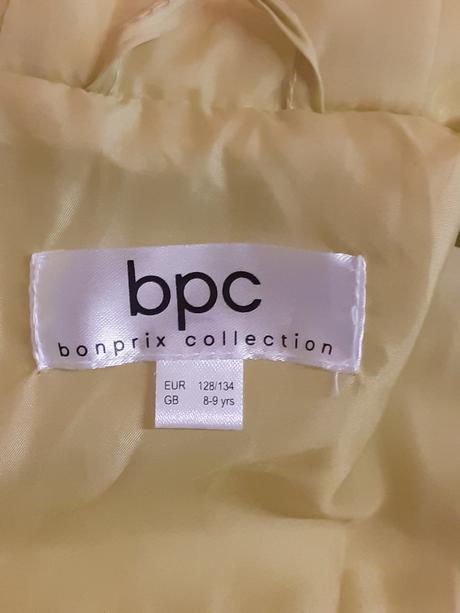 bpc
bonprix collection
EUR 128/134
GB 8-9 yrs